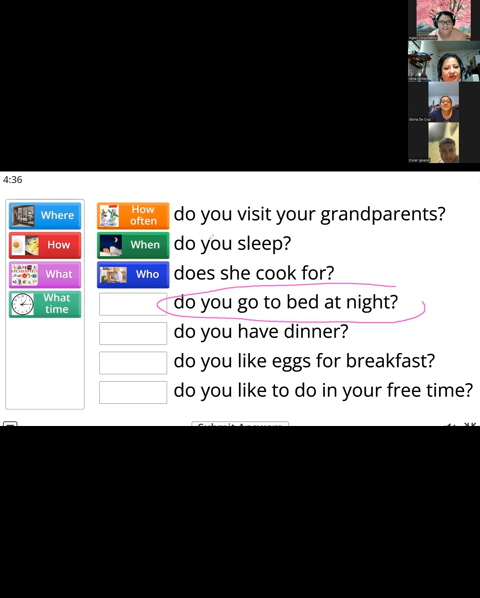 4:36
Where
How
What
What time
How often
do you visit your grandparents?
When
do you sleep?
Who
does she cook for?
do you go to bed at night?
do you have dinner?
do you like eggs for breakfast?
do you like to do in your free time?
Submit Answers